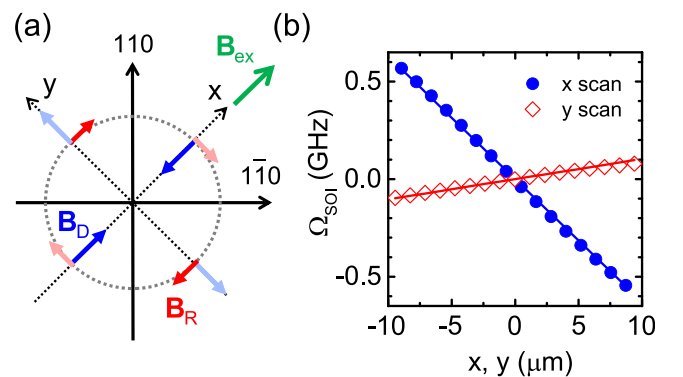 (a)
110
B_ex
y
x
11̅0
B_D
B_R
(b)
Ω_SOI (GHz)
0.5
0.0
-0.5
x scan
y scan
-10 -5 0 5 10
x, y (μm)